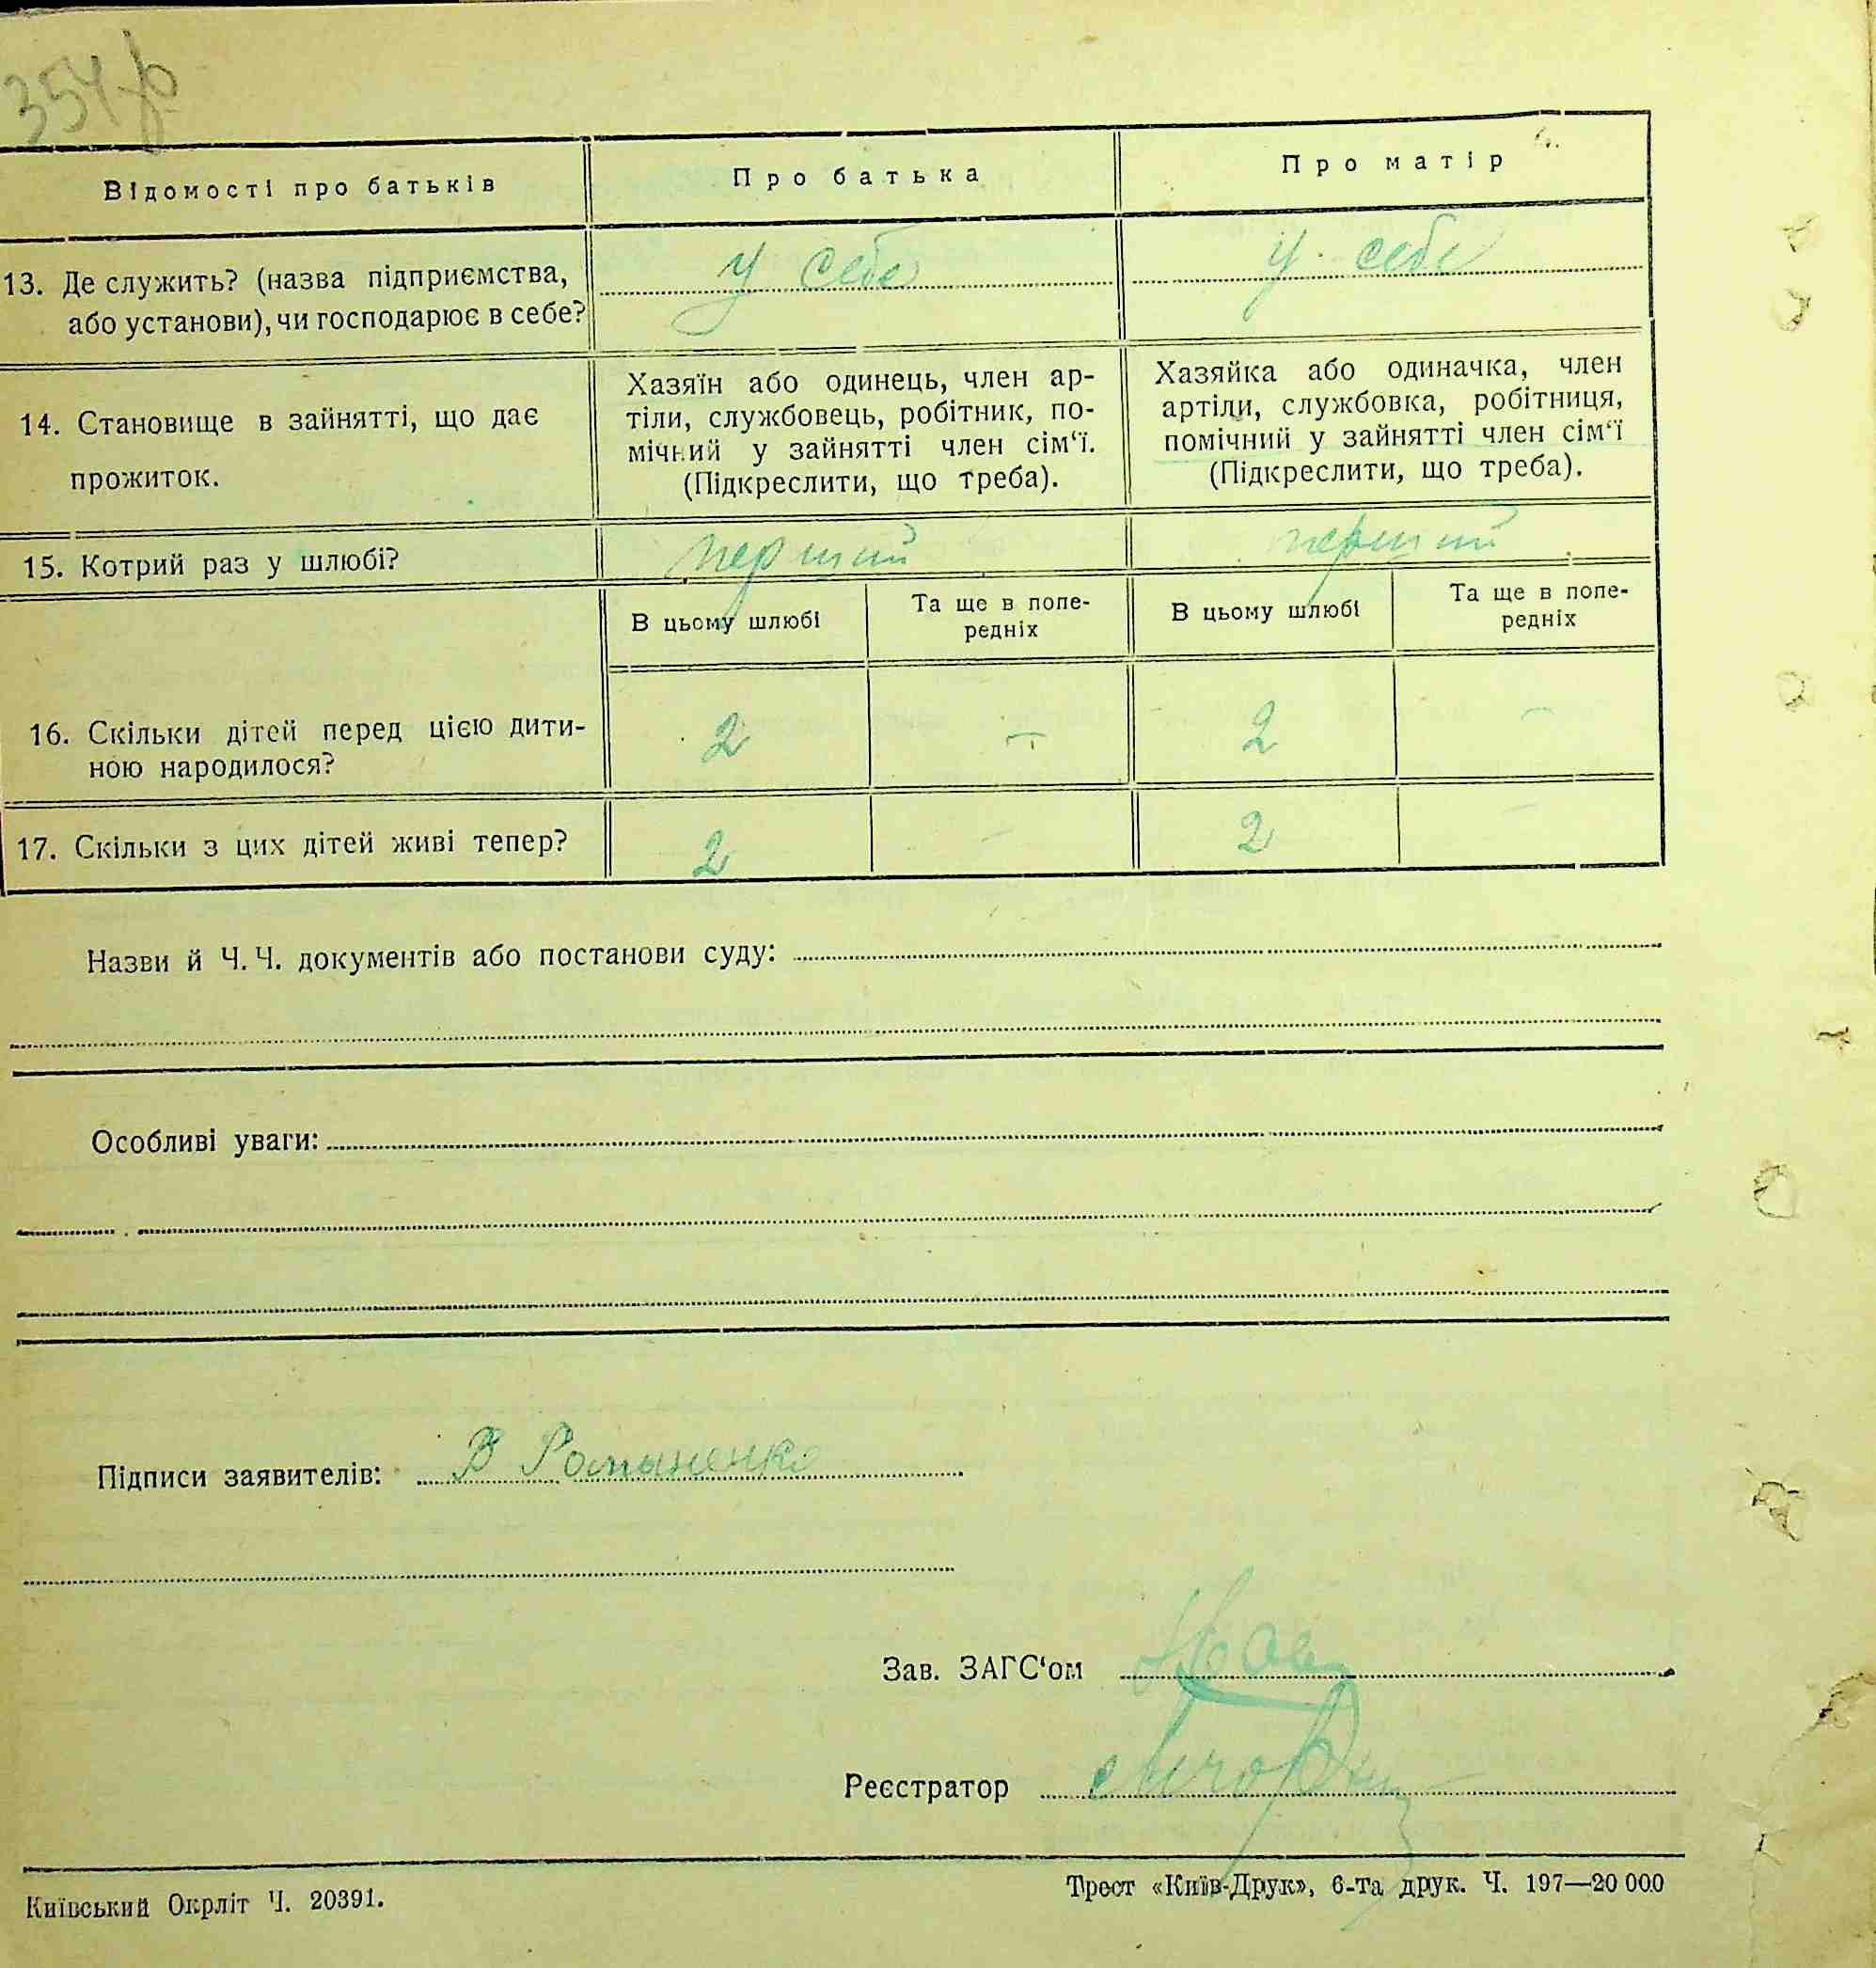 Відомості про батьків
Про батька
Про матір
13. Де служить? (назва підприємства,
або установи), чи господарює в себе?
у себе
у себе
14. Становище в зайнятті, що дає
прожиток.
Хазяїн або одинець, член ар-
тіли, службовець, робітник, по-
мічний у зайнятті член сім‘ї.
(Підкреслити, що треба).
Хазяйка або одиначка, член
артіли, службовка, робітниця,
помічний у зайнятті член сім‘ї
(Підкреслити, що треба).
15. Котрий раз у шлюбі?
перший
перший
В цьому шлюбі
Та ще в попе-
редніх
В цьому шлюбі
Та ще в попе-
редніх
16. Скільки дітей перед цією дити-
ною народилося?
2
—
2
—
17. Скільки з цих дітей живі тепер?
2
—
2
—
Назви й Ч. Ч. документів або постанови суду:
Особливі уваги:
Підписи заявителів: В Романенко
Зав. ЗАГС‘ом
Реєстратор
Київський Окрліт Ч. 20391.
Трест «Київ-Друк», 6-та друк. Ч. 197—20 000